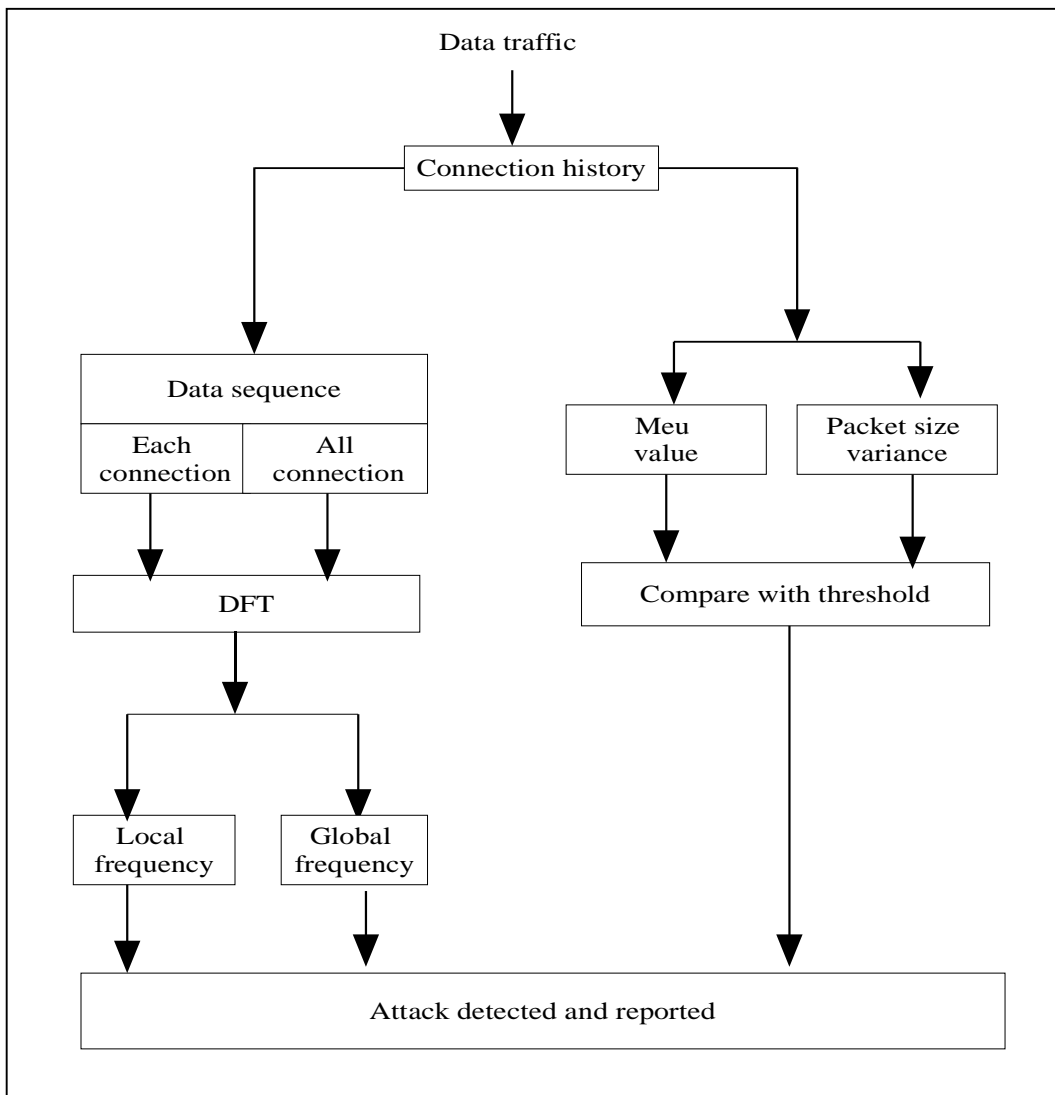 Data traffic
Connection history
Data sequence
Each
connection
All
connection
Meu
value
Packet size
variance
DFT
Compare with threshold
Local
frequency
Global
frequency
Attack detected and reported